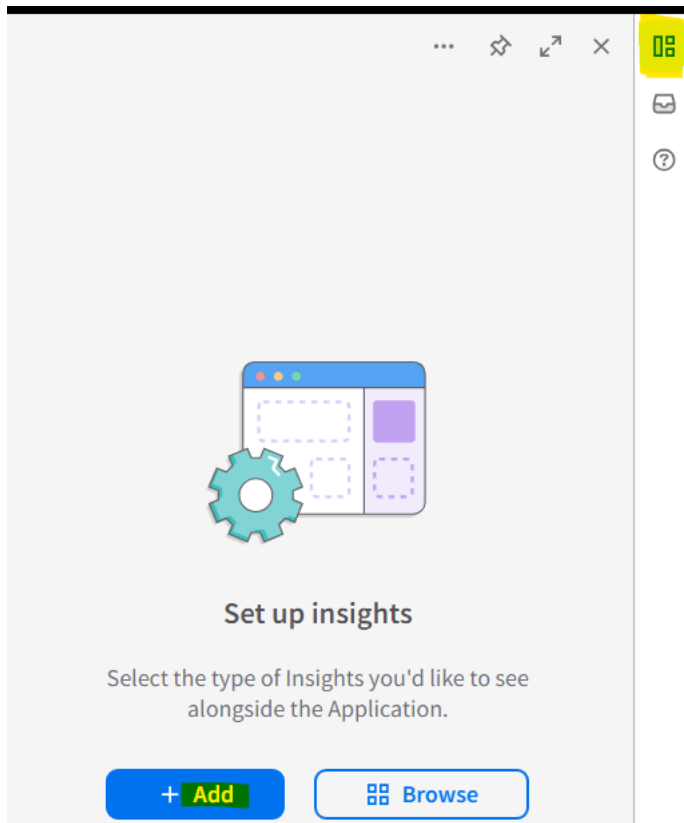 Set up insights
Select the type of Insights you'd like to see
alongside the Application.
+ Add
Browse